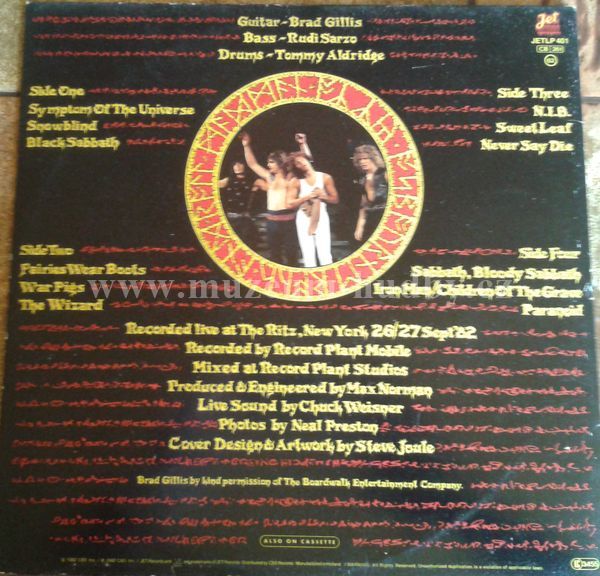 Guitar-Brad Gillis
Bass-Rudi Sarzo
Drums-Tommy Aldridge
Jet
JETLP 401
Side One
Symptom Of The Universe
Snowblind
Black Sabbath
Side Three
N.I.B.
Sweet Leaf
Never Say Die
Side Two
Fairies Wear Boots
War Pigs
The Wizard
Side Four
Sabbath, Bloody Sabbath
Iron Man/Children Of The Grave
Paranoid
Recorded live at The Ritz, New York 26/27 Sept '82
Recorded by Record Plant Mobile
Mixed at Record Plant Studios
Produced & Engineered by Max Norman
Live Sound by Chuck Weisner
Photos by Neal Preston
Cover Design & Artwork by Steve Joule
Brad Gillis by kind permission of The Boardwalk Entertainment Company.
ALSO ON CASSETTE